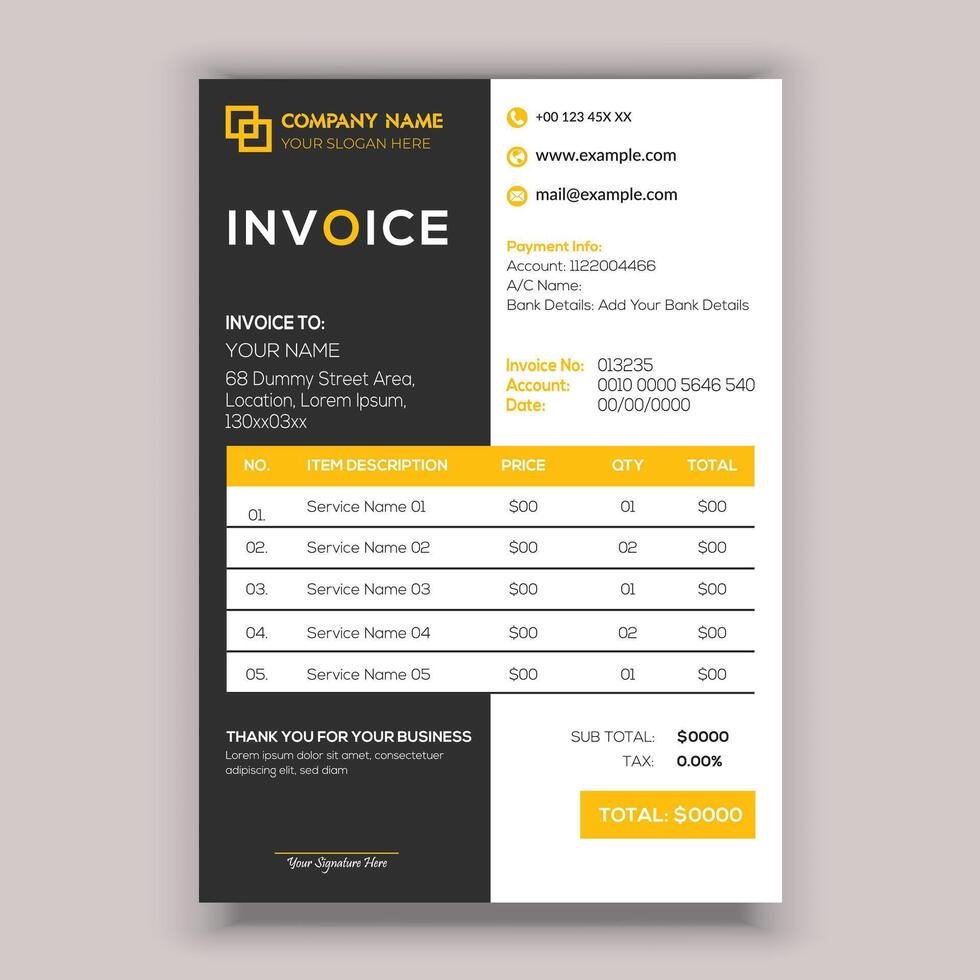 COMPANY NAME
YOUR SLOGAN HERE
INVOICE
INVOICE TO:
YOUR NAME
68 Dummy Street Area,
Location, Lorem Ipsum,
130xx03xx
+00 123 45X XX
www.example.com
mail@example.com
Payment Info:
Account: 1122004466
A/C Name:
Bank Details: Add Your Bank Details
Invoice No: 013235
Account: 0010 0000 5646 540
Date: 00/00/0000
NO. ITEM DESCRIPTION PRICE QTY TOTAL
01. Service Name 01 $00 01 $00
02. Service Name 02 $00 02 $00
03. Service Name 03 $00 01 $00
04. Service Name 04 $00 02 $00
05. Service Name 05 $00 01 $00
THANK YOU FOR YOUR BUSINESS
Lorem ipsum dolor sit amet, consectetuer
adipiscing elit, sed diam
Your Signature Here
SUB TOTAL: $0000
TAX: 0.00%
TOTAL: $0000